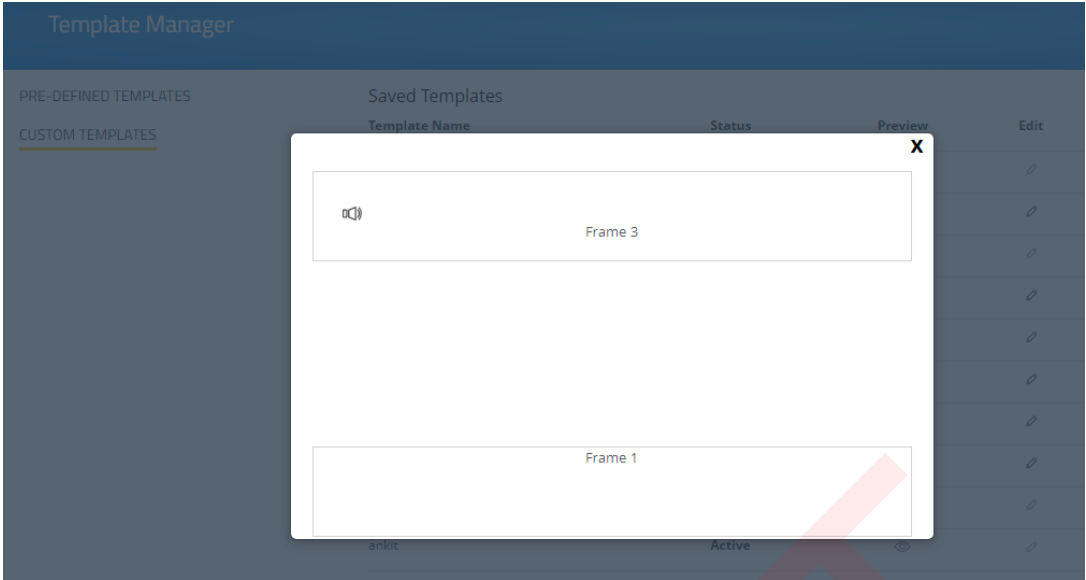 Template Manager
PRE-DEFINED TEMPLATES
CUSTOM TEMPLATES
Saved Templates
Template Name Status Preview Edit
X
Frame 3
Frame 1
ankit Active